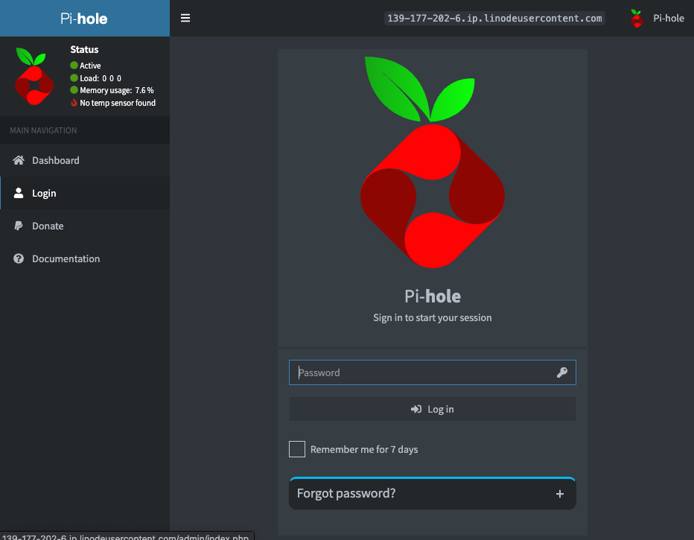 Pi-hole
139-177-202-6.ip.linodeusercontent.com
Pi-hole
Status
Active
Load: 0 0 0
Memory usage: 7.6 %
No temp sensor found
MAIN NAVIGATION
Dashboard
Login
Donate
Documentation
Pi-hole
Sign in to start your session
Password
Log in
Remember me for 7 days
Forgot password?
139-177-202-6.ip.linodeusercontent.com/admin/index.php